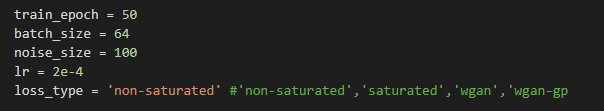 train_epoch = 50
batch_size = 64
noise_size = 100
lr = 2e-4
loss_type = 'non-saturated' #'non-saturated','saturated','wgan','wgan-gp